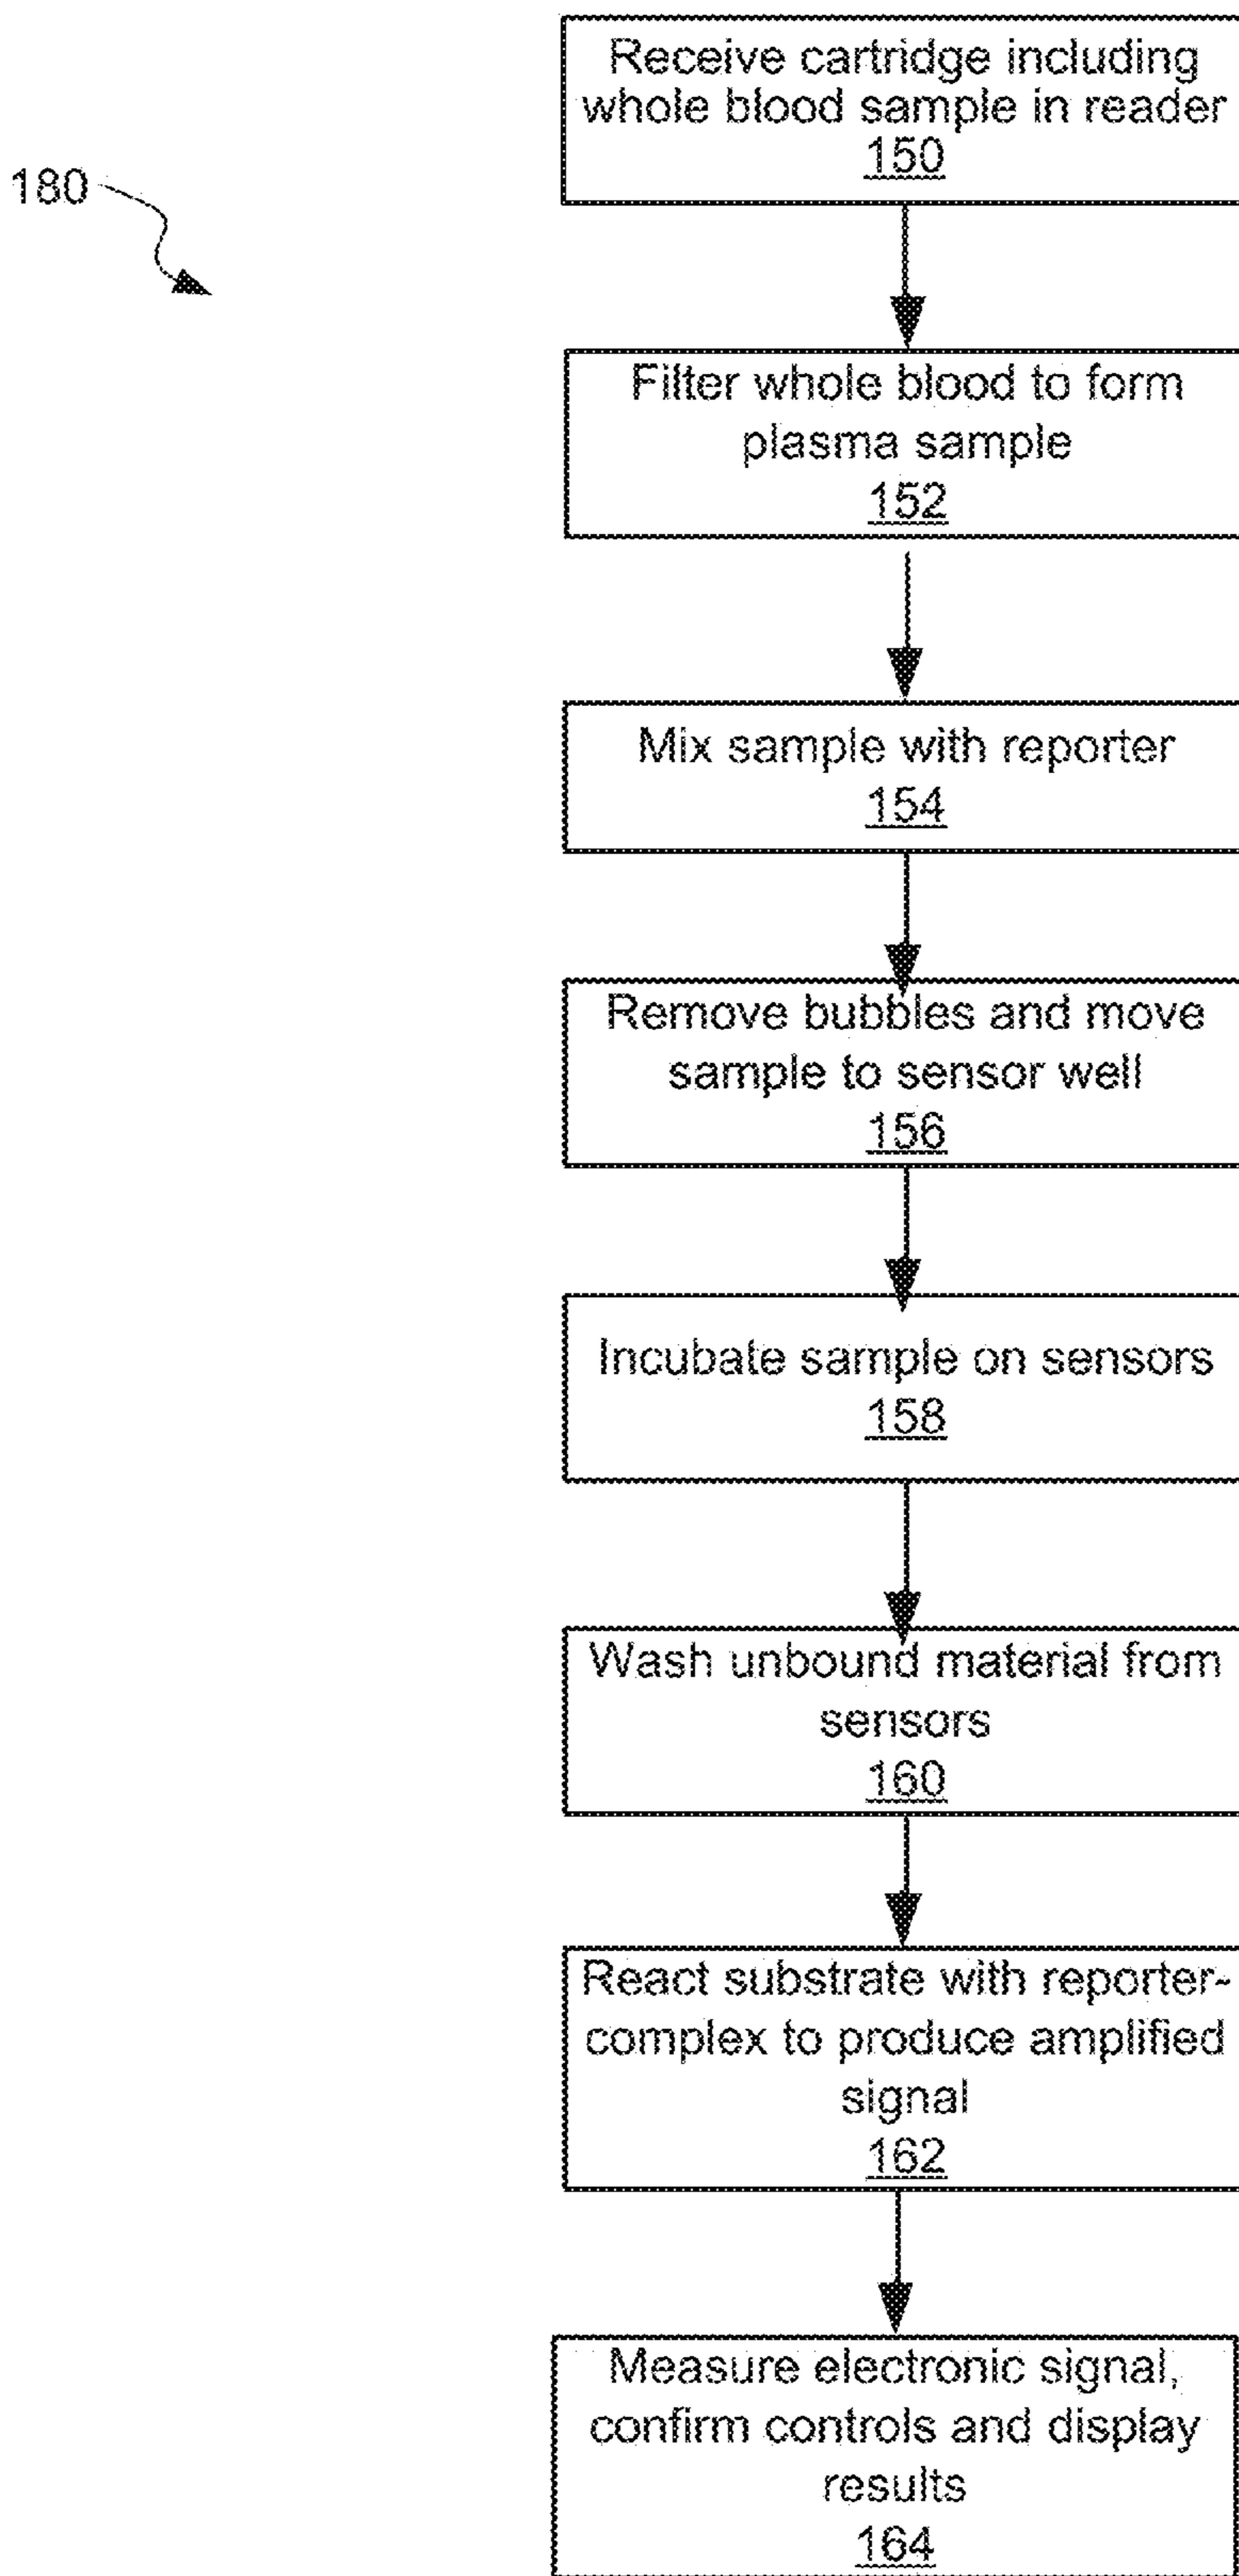 Receive cartridge including
whole blood sample in reader
150
180
Filter whole blood to form
plasma sample
152
Mix sample with reporter
154
Remove bubbles and move
sample to sensor well
156
Incubate sample on sensors
158
Wash unbound material from
sensors
160
React substrate with reporter-
complex to produce amplified
signal
162
Measure electronic signal,
confirm controls and display
results
164